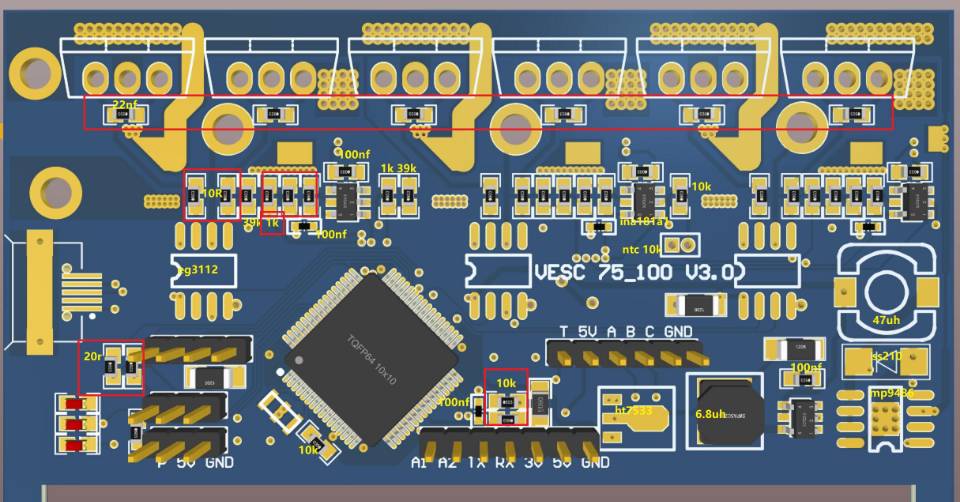 22nf
100nf
1k 39k
10R
10k
39k 1k
100nf
ina181a1
ntc 10k
eg3112
VESC 75_100 V3.0)
47uh
T 5V A B C GND
20r
100nf
ss210
10k
mp9486
100nf
ht7533
6.8uh
TQFP64 10x10
10k
P 5V GND
A1 A2 TX RX 3V 5V GND